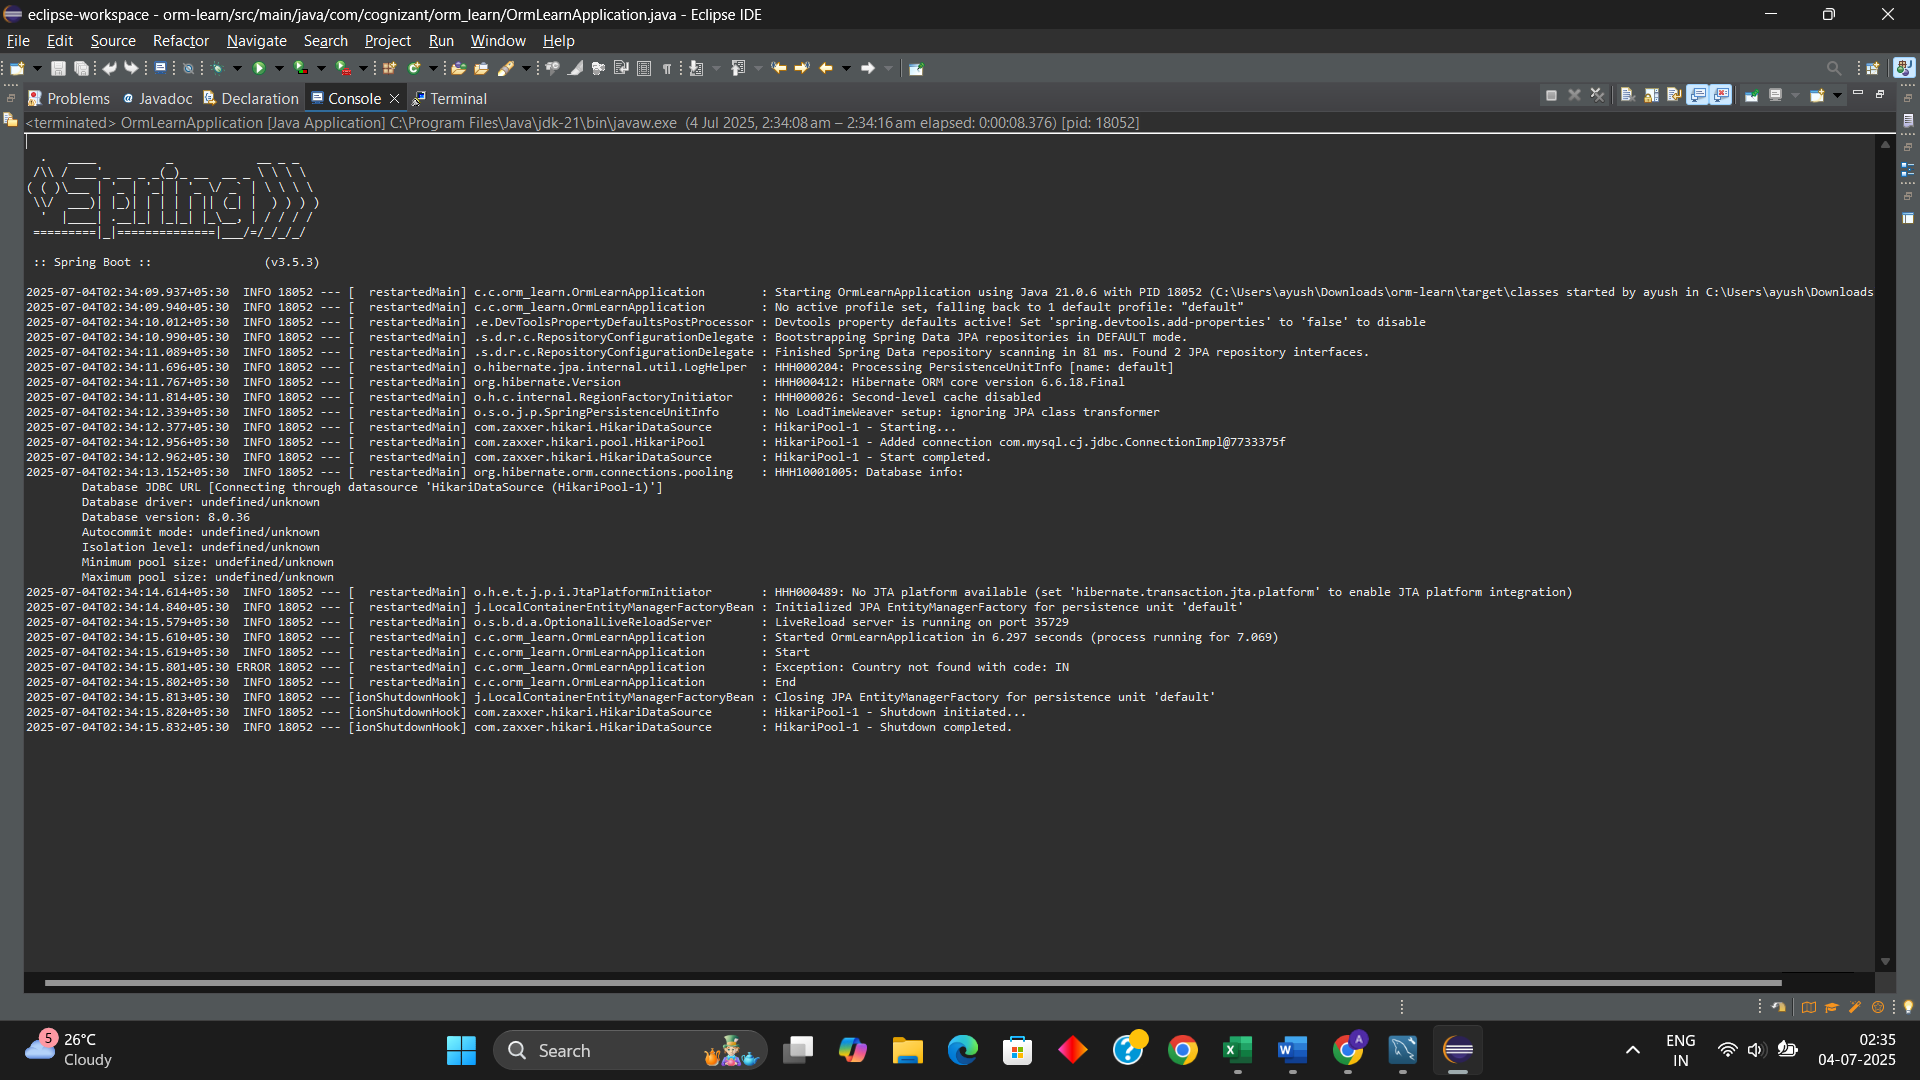 eclipse-workspace - orm-learn/src/main/java/com/cognizant/orm_learn/OrmLearnApplication.java - Eclipse IDE
File Edit Source Refactor Navigate Search Project Run Window Help
Problems Javadoc Declaration Console Terminal
<terminated> OrmLearnApplication [Java Application] C:\Program Files\Java\jdk-21\bin\javaw.exe (4 Jul 2025, 2:34:08 am – 2:34:16 am elapsed: 0:00:08.376) [pid: 18052]
Spring
:: Spring Boot :: (v3.5.3)
2025-07-04T02:34:09.937+05:30 INFO 18052 --- [ restartedMain] c.c.orm_learn.OrmLearnApplication : Starting OrmLearnApplication using Java 21.0.6 with PID 18052 (C:\Users\ayush\Downloads\orm-learn\target\classes started by ayush in C:\Users\ayush\Downloads
2025-07-04T02:34:09.940+05:30 INFO 18052 --- [ restartedMain] c.c.orm_learn.OrmLearnApplication : No active profile set, falling back to 1 default profile: "default"
2025-07-04T02:34:10.012+05:30 INFO 18052 --- [ restartedMain] .e.DevToolsPropertyDefaultsPostProcessor : Devtools property defaults active! Set 'spring.devtools.add-properties' to 'false' to disable
2025-07-04T02:34:10.990+05:30 INFO 18052 --- [ restartedMain] .s.d.r.c.RepositoryConfigurationDelegate : Bootstrapping Spring Data JPA repositories in DEFAULT mode.
2025-07-04T02:34:11.089+05:30 INFO 18052 --- [ restartedMain] .s.d.r.c.RepositoryConfigurationDelegate : Finished Spring Data repository scanning in 81 ms. Found 2 JPA repository interfaces.
2025-07-04T02:34:11.696+05:30 INFO 18052 --- [ restartedMain] o.hibernate.jpa.internal.util.LogHelper : HHH000204: Processing PersistenceUnitInfo [name: default]
2025-07-04T02:34:11.767+05:30 INFO 18052 --- [ restartedMain] org.hibernate.Version : HHH000412: Hibernate ORM core version 6.6.18.Final
2025-07-04T02:34:11.814+05:30 INFO 18052 --- [ restartedMain] o.h.c.internal.RegionFactoryInitiator : HHH000026: Second-level cache disabled
2025-07-04T02:34:12.339+05:30 INFO 18052 --- [ restartedMain] o.s.o.j.p.SpringPersistenceUnitInfo : No LoadTimeWeaver setup: ignoring JPA class transformer
2025-07-04T02:34:12.377+05:30 INFO 18052 --- [ restartedMain] com.zaxxer.hikari.HikariDataSource : HikariPool-1 - Starting...
2025-07-04T02:34:12.956+05:30 INFO 18052 --- [ restartedMain] com.zaxxer.hikari.pool.HikariPool : HikariPool-1 - Added connection com.mysql.cj.jdbc.ConnectionImpl@7733375f
2025-07-04T02:34:12.962+05:30 INFO 18052 --- [ restartedMain] com.zaxxer.hikari.HikariDataSource : HikariPool-1 - Start completed.
2025-07-04T02:34:13.152+05:30 INFO 18052 --- [ restartedMain] org.hibernate.orm.connections.pooling : HHH10001005: Database info:
Database JDBC URL [Connecting through datasource 'HikariDataSource (HikariPool-1)']
Database driver: undefined/unknown
Database version: 8.0.36
Autocommit mode: undefined/unknown
Isolation level: undefined/unknown
Minimum pool size: undefined/unknown
Maximum pool size: undefined/unknown
2025-07-04T02:34:14.614+05:30 INFO 18052 --- [ restartedMain] o.h.e.t.j.p.i.JtaPlatformInitiator : HHH000489: No JTA platform available (set 'hibernate.transaction.jta.platform' to enable JTA platform integration)
2025-07-04T02:34:14.840+05:30 INFO 18052 --- [ restartedMain] j.LocalContainerEntityManagerFactoryBean : Initialized JPA EntityManagerFactory for persistence unit 'default'
2025-07-04T02:34:15.579+05:30 INFO 18052 --- [ restartedMain] o.s.b.d.a.OptionalLiveReloadServer : LiveReload server is running on port 35729
2025-07-04T02:34:15.610+05:30 INFO 18052 --- [ restartedMain] c.c.orm_learn.OrmLearnApplication : Started OrmLearnApplication in 6.297 seconds (process running for 7.069)
2025-07-04T02:34:15.619+05:30 INFO 18052 --- [ restartedMain] c.c.orm_learn.OrmLearnApplication : Start
2025-07-04T02:34:15.801+05:30 ERROR 18052 --- [ restartedMain] c.c.orm_learn.OrmLearnApplication : Exception: Country not found with code: IN
2025-07-04T02:34:15.802+05:30 INFO 18052 --- [ restartedMain] c.c.orm_learn.OrmLearnApplication : End
2025-07-04T02:34:15.813+05:30 INFO 18052 --- [ionShutdownHook] j.LocalContainerEntityManagerFactoryBean : Closing JPA EntityManagerFactory for persistence unit 'default'
2025-07-04T02:34:15.820+05:30 INFO 18052 --- [ionShutdownHook] com.zaxxer.hikari.HikariDataSource : HikariPool-1 - Shutdown initiated...
2025-07-04T02:34:15.832+05:30 INFO 18052 --- [ionShutdownHook] com.zaxxer.hikari.HikariDataSource : HikariPool-1 - Shutdown completed.
5
26°C
Cloudy
Search
A
ENG
IN
02:35
04-07-2025